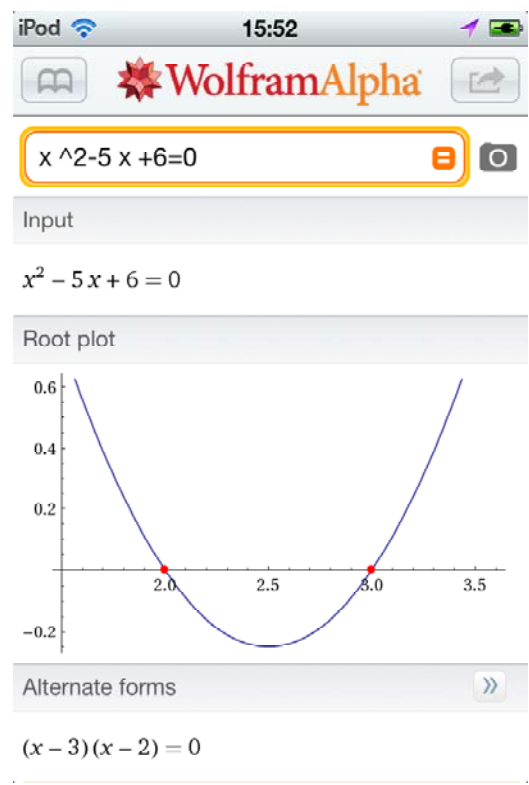 iPod 15:52
WolframAlpha
x ^2-5 x +6=0
Input
x² − 5 x + 6 = 0
Root plot
0.6
0.4
0.2
2.0 2.5 3.0 3.5
−0.2
Alternate forms
(x − 3) (x − 2) = 0